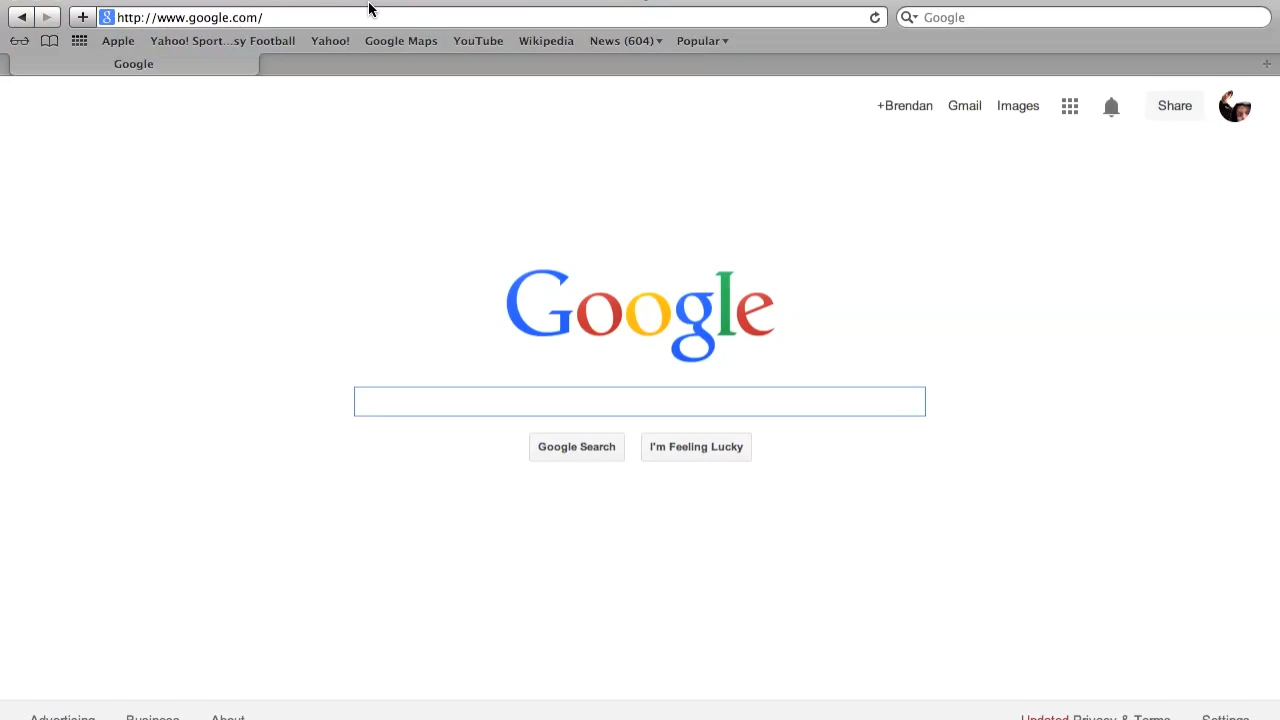 http://www.google.com/
Google
Apple Yahoo! Sport...sy Football Yahoo! Google Maps YouTube Wikipedia News (604) Popular
Google
+Brendan Gmail Images Share
Google
Google Search I'm Feeling Lucky
Advertising Business About Updated Privacy & Terms Settings